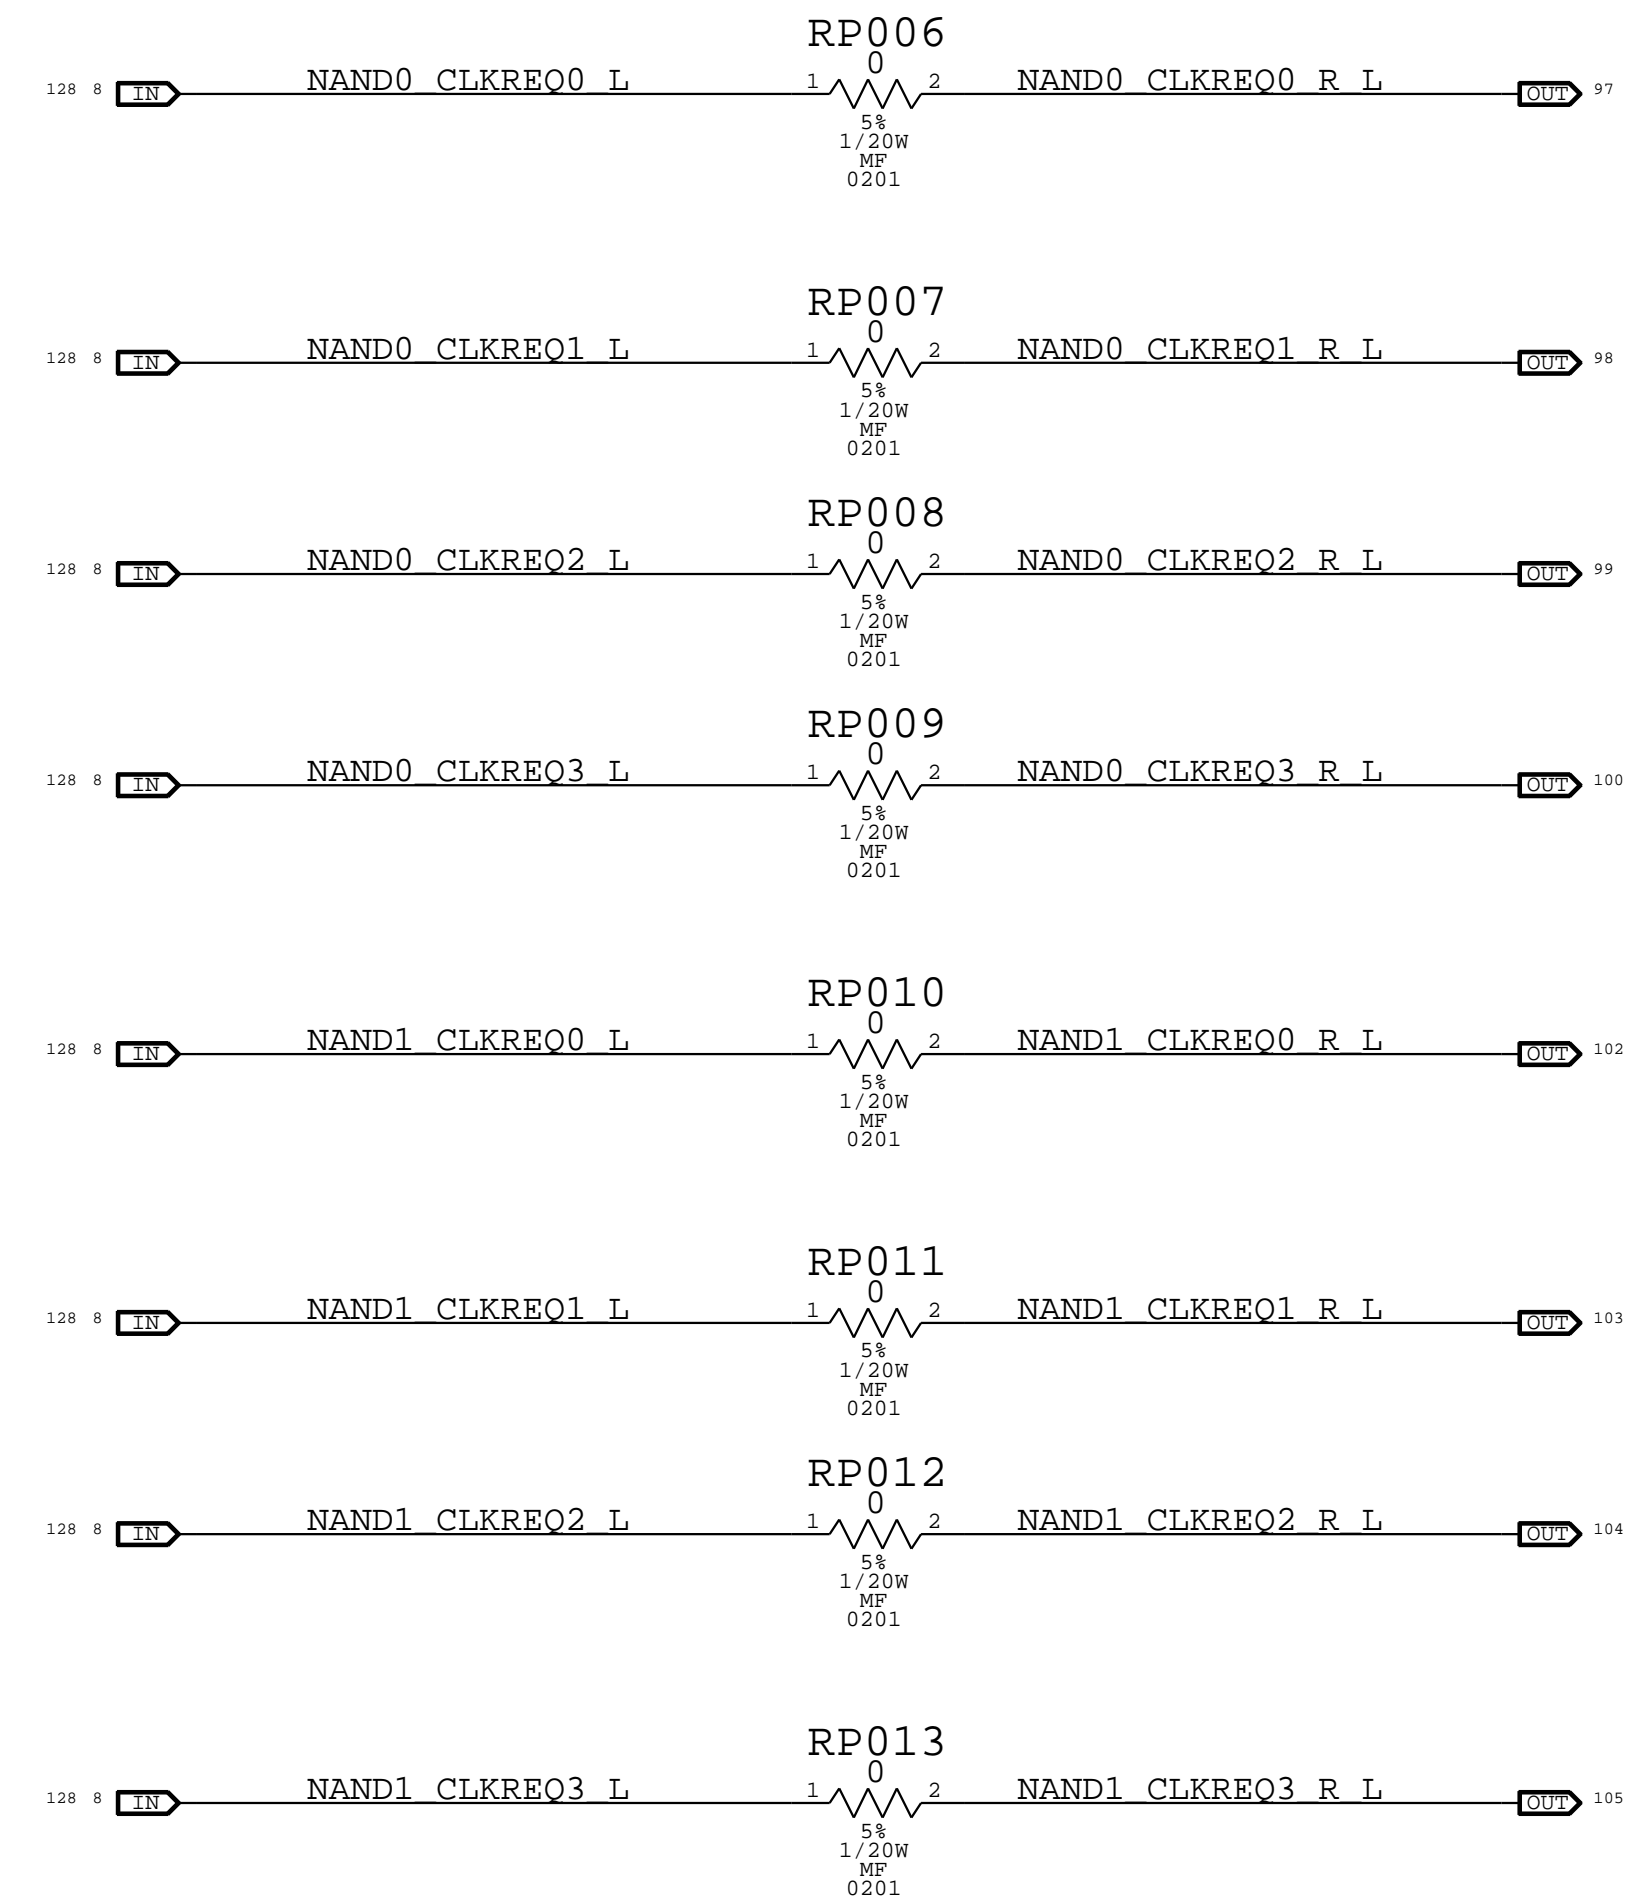 RP006
0
128 8 IN NAND0_CLKREQ0_L 1 2 NAND0_CLKREQ0_R_L OUT 97
5%
1/20W
MF
0201
RP007
0
128 8 IN NAND0_CLKREQ1_L 1 2 NAND0_CLKREQ1_R_L OUT 98
5%
1/20W
MF
0201
RP008
0
128 8 IN NAND0_CLKREQ2_L 1 2 NAND0_CLKREQ2_R_L OUT 99
5%
1/20W
MF
0201
RP009
0
128 8 IN NAND0_CLKREQ3_L 1 2 NAND0_CLKREQ3_R_L OUT 100
5%
1/20W
MF
0201
RP010
0
128 8 IN NAND1_CLKREQ0_L 1 2 NAND1_CLKREQ0_R_L OUT 102
5%
1/20W
MF
0201
RP011
0
128 8 IN NAND1_CLKREQ1_L 1 2 NAND1_CLKREQ1_R_L OUT 103
5%
1/20W
MF
0201
RP012
0
128 8 IN NAND1_CLKREQ2_L 1 2 NAND1_CLKREQ2_R_L OUT 104
5%
1/20W
MF
0201
RP013
0
128 8 IN NAND1_CLKREQ3_L 1 2 NAND1_CLKREQ3_R_L OUT 105
5%
1/20W
MF
0201